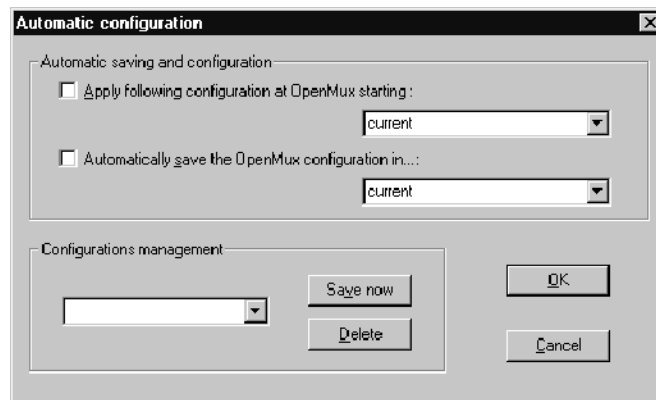 Automatic configuration
Automatic saving and configuration
Apply following configuration at OpenMux starting :
current
Automatically save the OpenMux configuration in...:
current
Configurations management
Save now
Delete
OK
Cancel